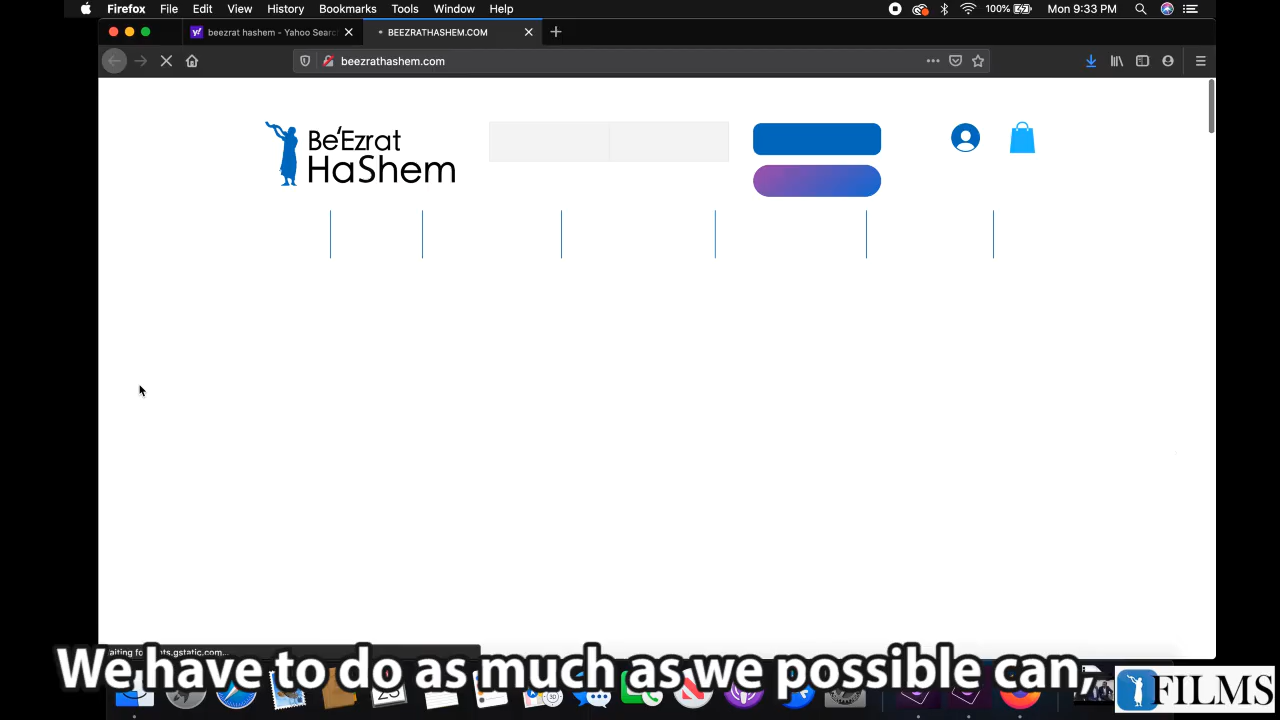 Firefox File Edit View History Bookmarks Tools Window Help 100% Mon 9:33 PM
beezrat hashem - Yahoo Searc BEEZRATHASHEM.COM
beezrathashem.com
Be'Ezrat
HaShem
We have to do as much as we possible can,
FILMS